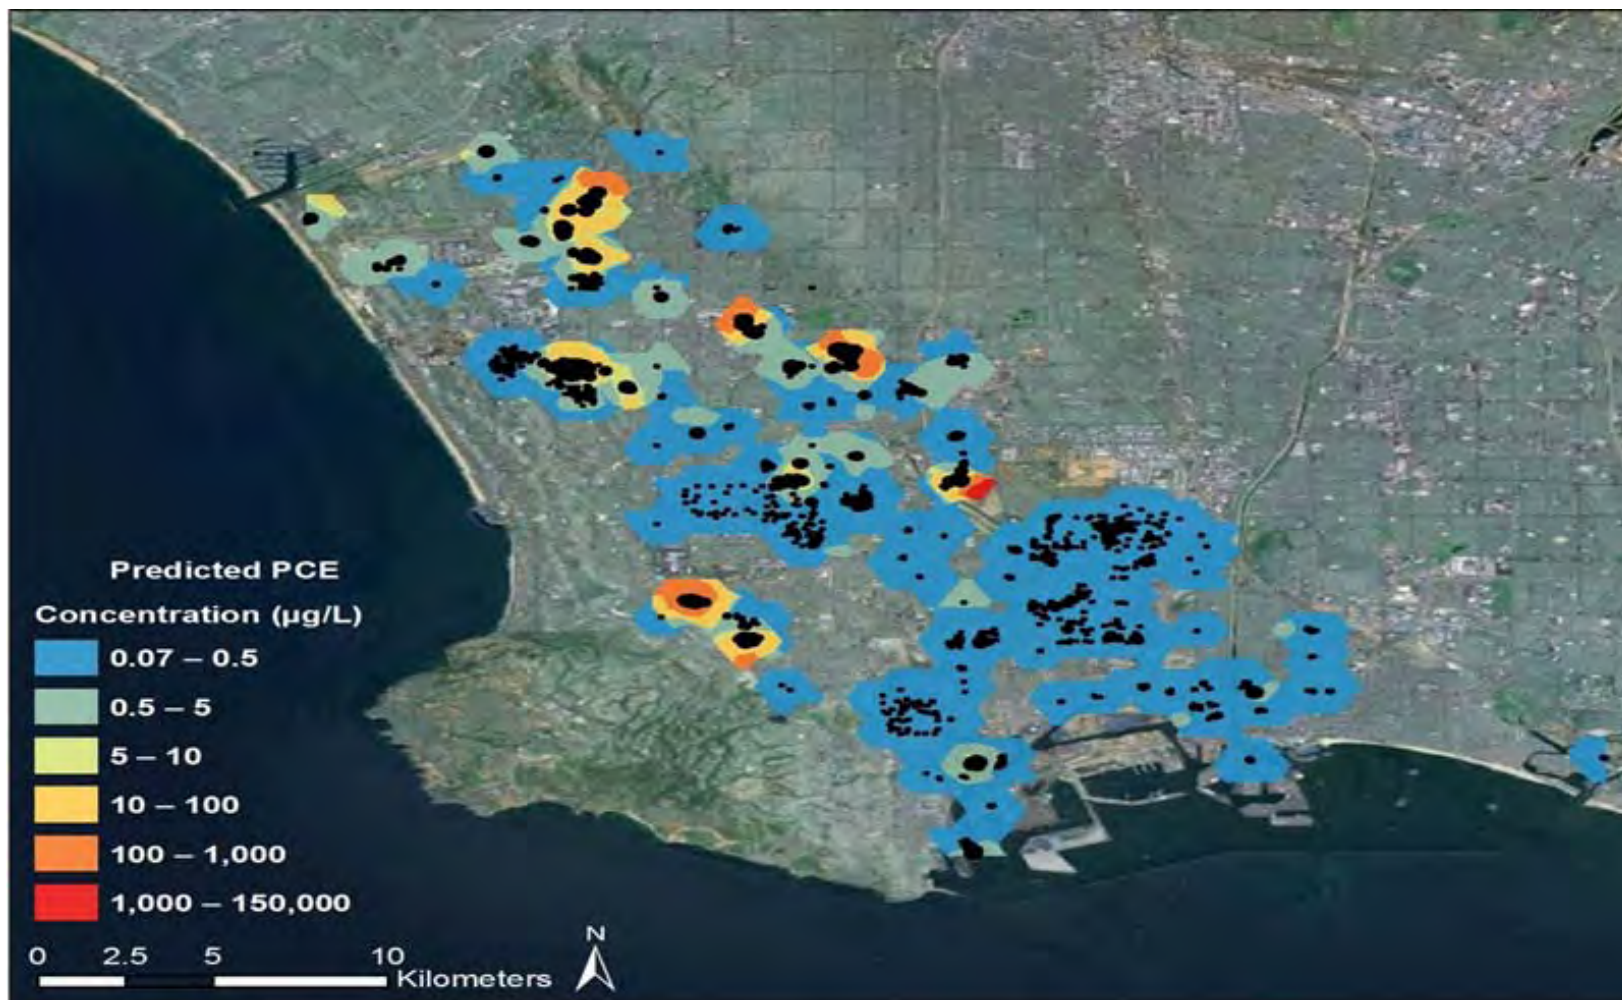 Predicted PCE
Concentration (µg/L)
0.07 – 0.5
0.5 – 5
5 – 10
10 – 100
100 – 1,000
1,000 – 150,000
0 2.5 5 10
Kilometers
N